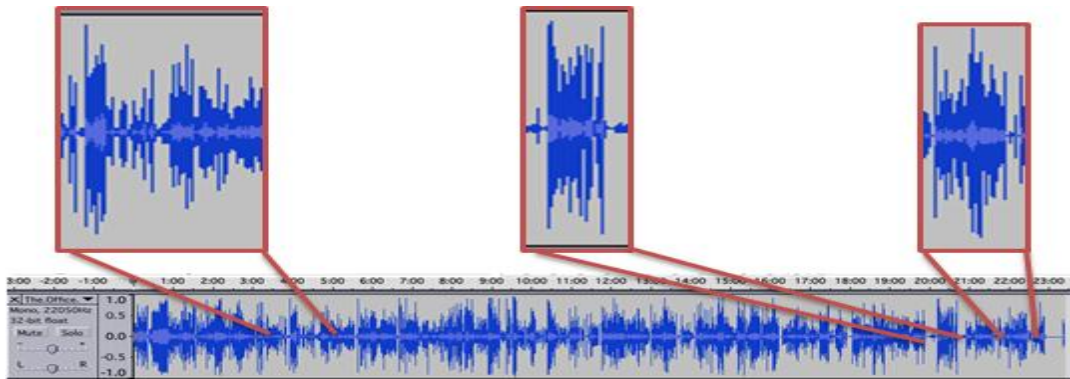 3:00 -2:00 -1:00 1:00 2:00 3:00 4:00 5:00 6:00 7:00 8:00 9:00 10:00 11:00 12:00 13:00 14:00 15:00 16:00 17:00 18:00 19:00 20:00 21:00 22:00 23:00
X The.Office. ▼ 1.0
Mono, 22050Hz
32-bit float 0.5
Mute Solo 0.0
- +
-0.5
L R -1.0